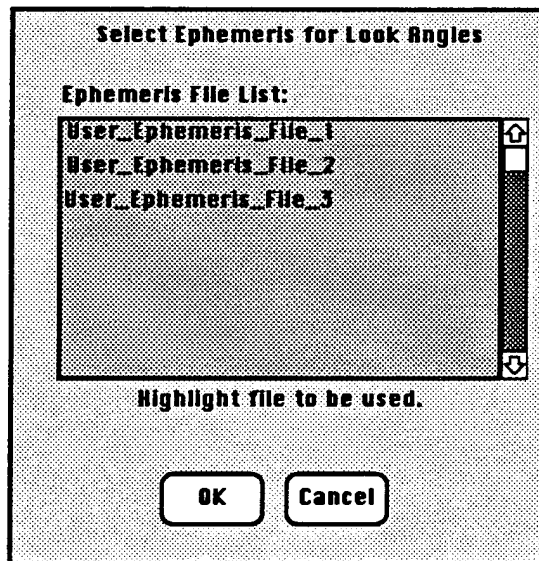 Select Ephemeris for Look Angles
Ephemeris File List:
User_Ephemeris_File_1
User_Ephemeris_File_2
User_Ephemeris_File_3
Highlight file to be used.
OK
Cancel